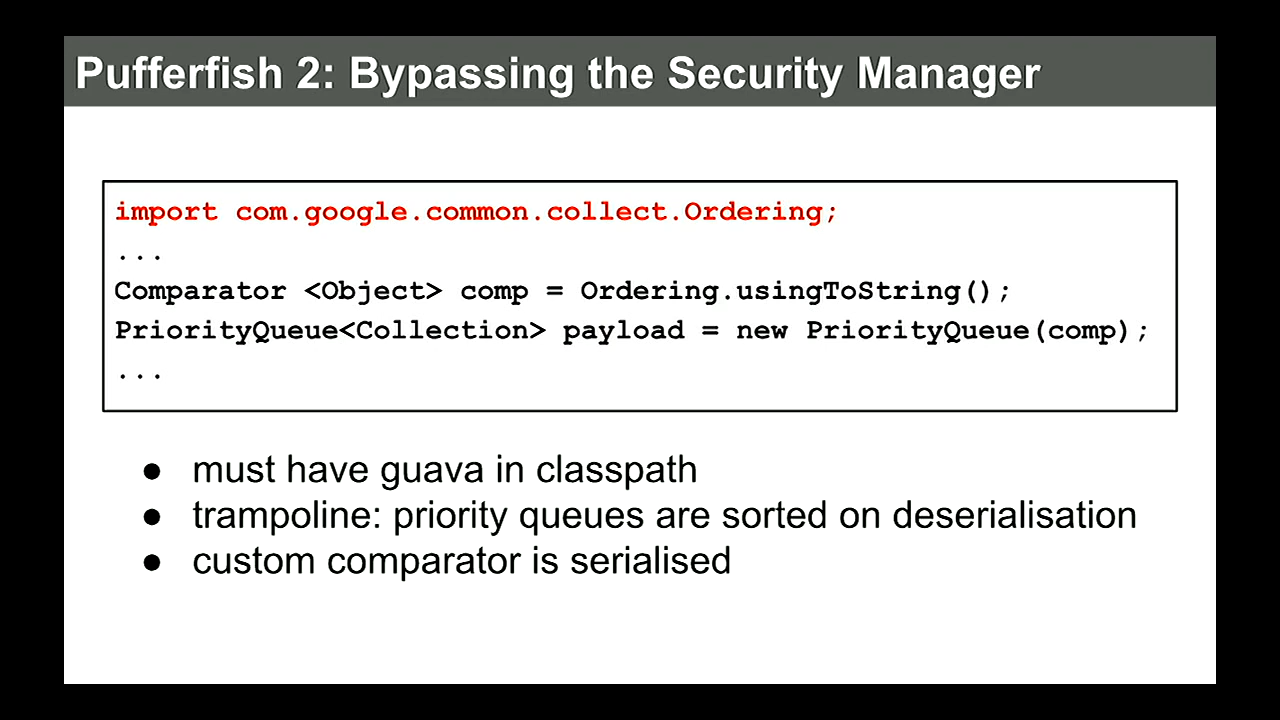 Pufferfish 2: Bypassing the Security Manager
import com.google.common.collect.Ordering;
...
Comparator <Object> comp = Ordering.usingToString();
PriorityQueue<Collection> payload = new PriorityQueue(comp);
...
● must have guava in classpath
● trampoline: priority queues are sorted on deserialisation
● custom comparator is serialised